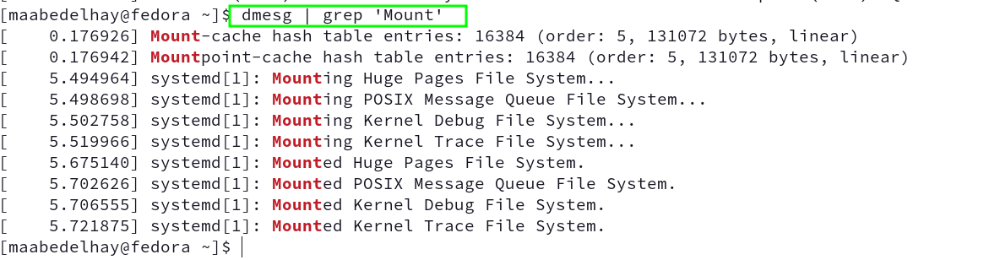 [maabedelhay@fedora ~]$ dmesg | grep 'Mount'
[    0.176926] Mount-cache hash table entries: 16384 (order: 5, 131072 bytes, linear)
[    0.176942] Mountpoint-cache hash table entries: 16384 (order: 5, 131072 bytes, linear)
[    5.494964] systemd[1]: Mounting Huge Pages File System...
[    5.498698] systemd[1]: Mounting POSIX Message Queue File System...
[    5.502758] systemd[1]: Mounting Kernel Debug File System...
[    5.519966] systemd[1]: Mounting Kernel Trace File System...
[    5.675140] systemd[1]: Mounted Huge Pages File System.
[    5.702626] systemd[1]: Mounted POSIX Message Queue File System.
[    5.706555] systemd[1]: Mounted Kernel Debug File System.
[    5.721875] systemd[1]: Mounted Kernel Trace File System.
[maabedelhay@fedora ~]$